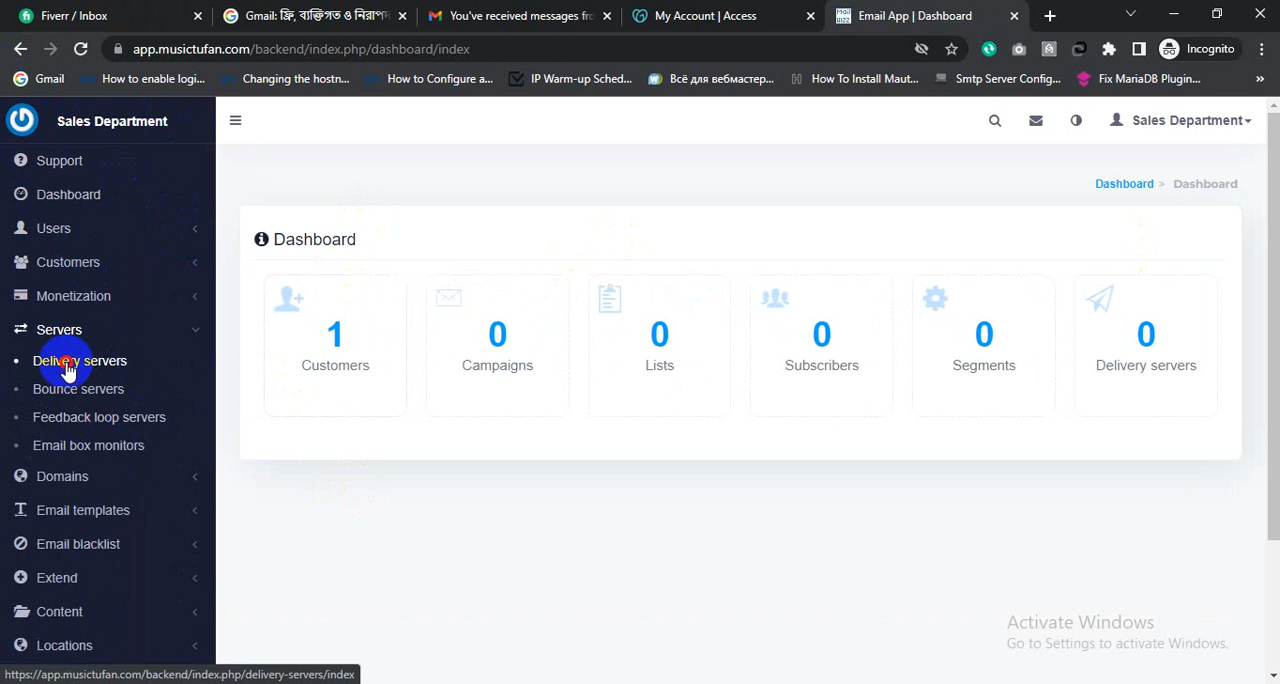 Fiverr / Inbox
Gmail: ফ্রি, ব্যক্তিগত ও নিরাপদ
You've received messages fro
My Account | Access
Email App | Dashboard
app.musictufan.com/backend/index.php/dashboard/index
Incognito
Gmail
How to enable logi...
Changing the hostn...
How to Configure a...
IP Warm-up Sched...
Всё для вебмастер...
How To Install Maut...
Smtp Server Config...
Fix MariaDB Plugin...
»
Sales Department
Sales Department
Support
Dashboard
Users
Customers
Monetization
Servers
Delivery servers
Bounce servers
Feedback loop servers
Email box monitors
Domains
Email templates
Email blacklist
Extend
Content
Locations
Dashboard > Dashboard
Dashboard
1
Customers
0
Campaigns
0
Lists
0
Subscribers
0
Segments
0
Delivery servers
Activate Windows
Go to Settings to activate Windows.
https://app.musictufan.com/backend/index.php/delivery-servers/index